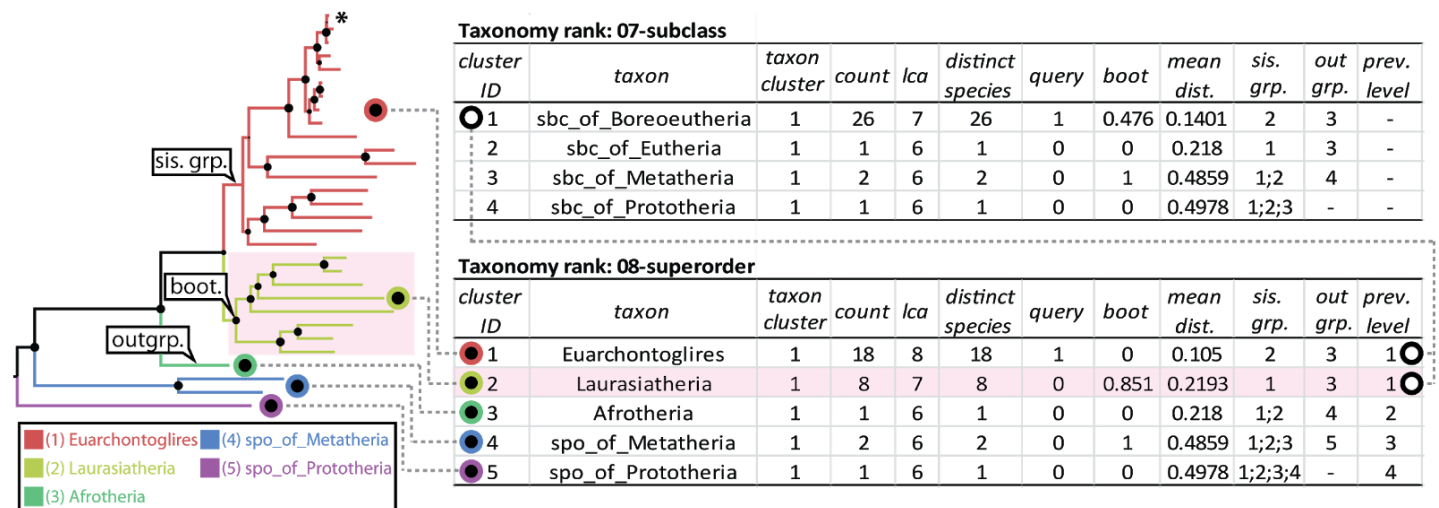 *
sis. grp.
boot.
outgrp.
(1) Euarchontoglires (4) spo_of_Metatheria
(2) Laurasiatheria (5) spo_of_Prototheria
(3) Afrotheria
Taxonomy rank: 07-subclass
cluster ID taxon taxon cluster count lca distinct species query boot mean dist. sis. grp. out grp. prev. level
1 sbc_of_Boreoeutheria 1 26 7 26 1 0.476 0.1401 2 3 -
2 sbc_of_Eutheria 1 1 6 1 0 0 0.218 1 3 -
3 sbc_of_Metatheria 1 2 6 2 0 1 0.4859 1;2 4 -
4 sbc_of_Prototheria 1 1 6 1 0 0 0.4978 1;2;3 - -
Taxonomy rank: 08-superorder
cluster ID taxon taxon cluster count lca distinct species query boot mean dist. sis. grp. out grp. prev. level
1 Euarchontoglires 1 18 8 18 1 0 0.105 2 3 1
2 Laurasiatheria 1 8 7 8 0 0.851 0.2193 1 3 1
3 Afrotheria 1 1 6 1 0 0 0.218 1;2 4 2
4 spo_of_Metatheria 1 2 6 2 0 1 0.4859 1;2;3 5 3
5 spo_of_Prototheria 1 1 6 1 0 0 0.4978 1;2;3;4 - 4